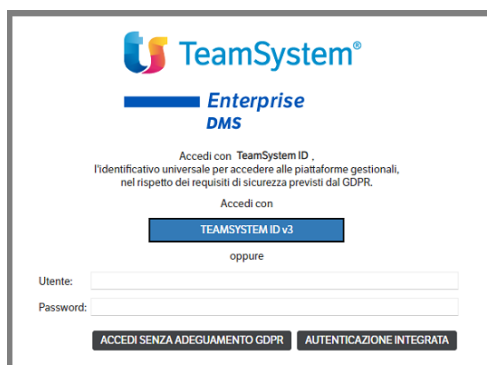 TeamSystem®
Enterprise
DMS
Accedi con TeamSystem ID ,
l'identificativo universale per accedere alle piattaforme gestionali,
nel rispetto dei requisiti di sicurezza previsti dal GDPR.
Accedi con
TEAMSYSTEM ID v3
oppure
Utente:
Password:
ACCEDI SENZA ADEGUAMENTO GDPR AUTENTICAZIONE INTEGRATA